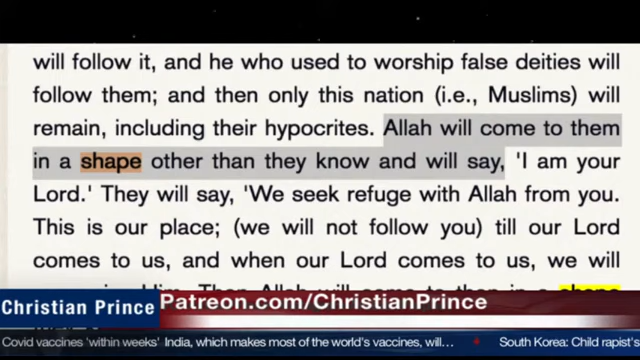 will follow it, and he who used to worship false deities will
follow them; and then only this nation (i.e., Muslims) will
remain, including their hypocrites. Allah will come to them
in a shape other than they know and will say, 'I am your
Lord.' They will say, 'We seek refuge with Allah from you.
This is our place; (we will not follow you) till our Lord
comes to us, and when our Lord comes to us, we will
Christian Prince
Patreon.com/ChristianPrince
Covid vaccines 'within weeks' India, which makes most of the world's vaccines, will... South Korea: Child rapist's